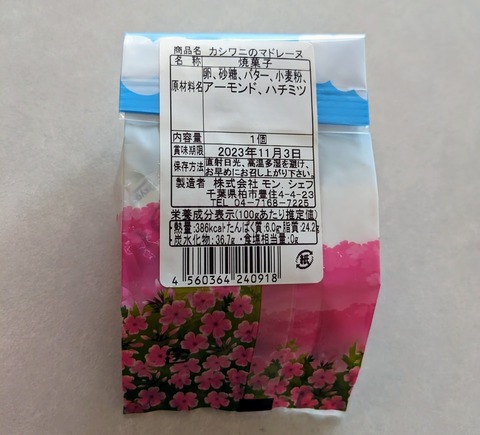 商品名 カシワニのマドレーヌ
名称 焼菓子
原材料名 卵、砂糖、バター、小麦粉、
アーモンド、ハチミツ
内容量 1個
賞味期限 2023年11月3日
保存方法 直射日光、高温多湿を避け、
お早めにお召し上がり下さい。
製造者 株式会社 モン シェフ
千葉県柏市豊住4-4-23
TEL 04-7168-7225
栄養成分表示(100gあたり推定値)
・熱量:386kcal・たんぱく質:6.0g・脂質:24.2g
・炭水化物:36.7g・食塩相当量:0g
4 560364 240918
紙